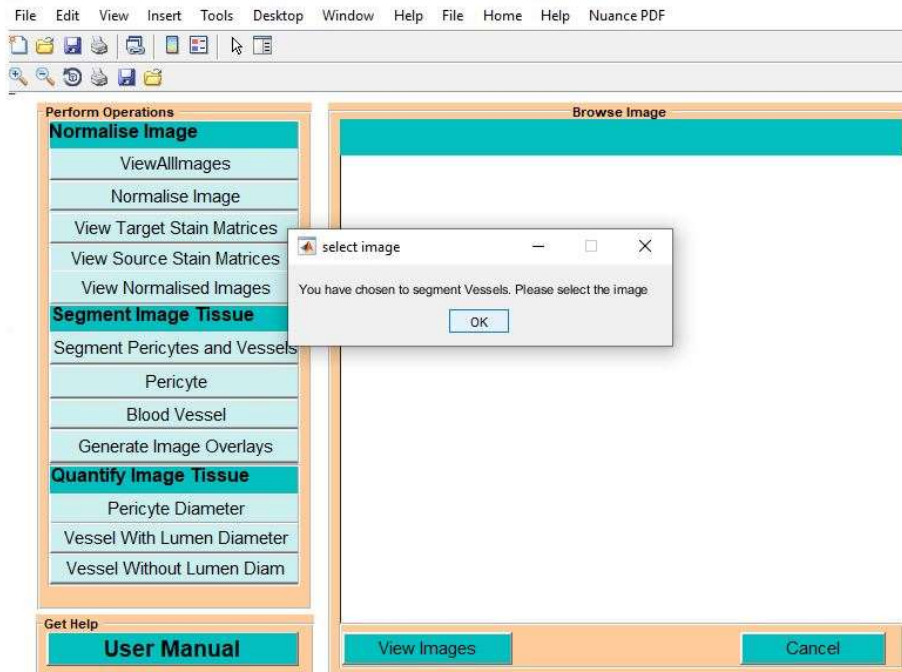 File Edit View Insert Tools Desktop Window Help File Home Help Nuance PDF
Perform Operations
Normalise Image
ViewAllImages
Normalise Image
View Target Stain Matrices
View Source Stain Matrices
View Normalised Images
Segment Image Tissue
Segment Pericytes and Vessels
Pericyte
Blood Vessel
Generate Image Overlays
Quantify Image Tissue
Pericyte Diameter
Vessel With Lumen Diameter
Vessel Without Lumen Diam
Get Help
User Manual
Browse Image
select image
You have chosen to segment Vessels. Please select the image
OK
View Images
Cancel